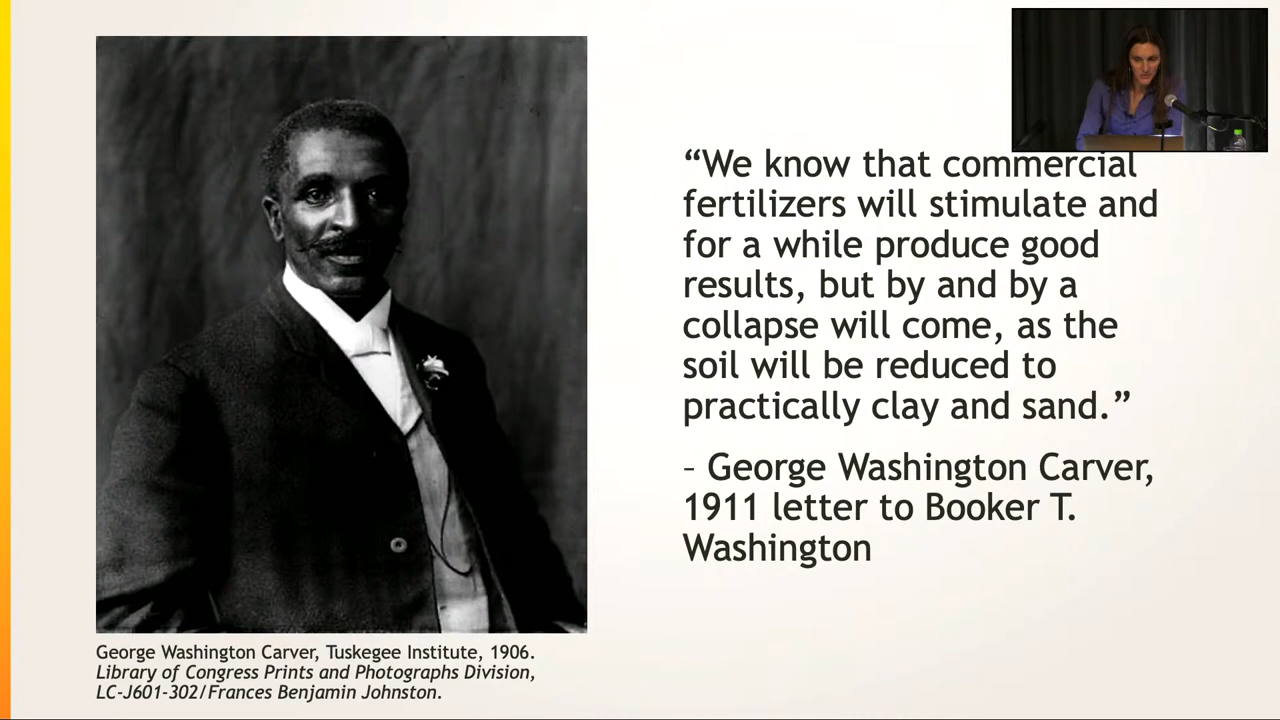 “We know that commercial
fertilizers will stimulate and
for a while produce good
results, but by and by a
collapse will come, as the
soil will be reduced to
practically clay and sand.”
– George Washington Carver,
1911 letter to Booker T.
Washington
George Washington Carver, Tuskegee Institute, 1906.
Library of Congress Prints and Photographs Division,
LC-J601-302/Frances Benjamin Johnston.